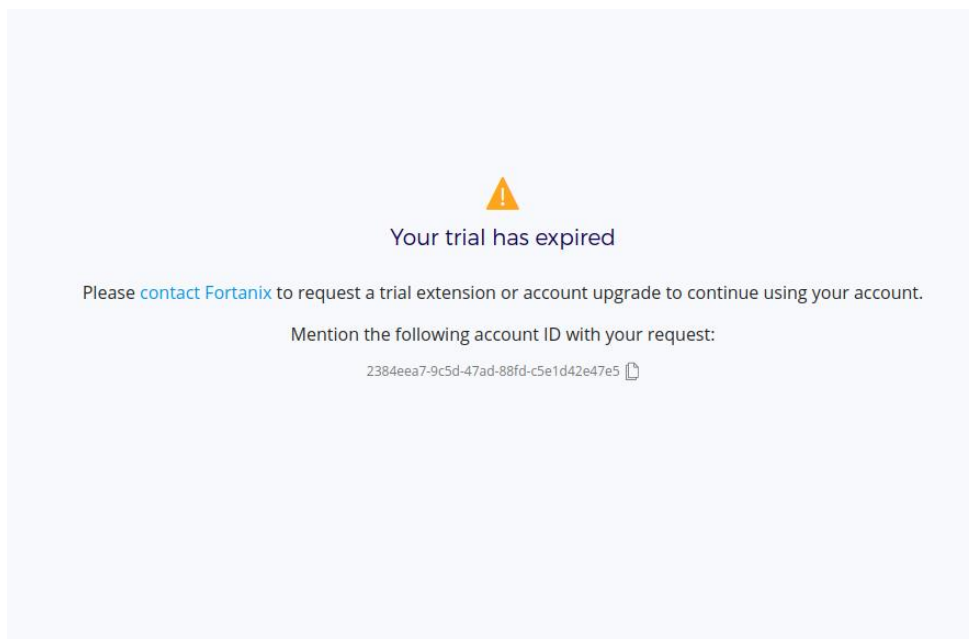 Your trial has expired
Please contact Fortanix to request a trial extension or account upgrade to continue using your account.
Mention the following account ID with your request:
2384eea7-9c5d-47ad-88fd-c5e1d42e47e5